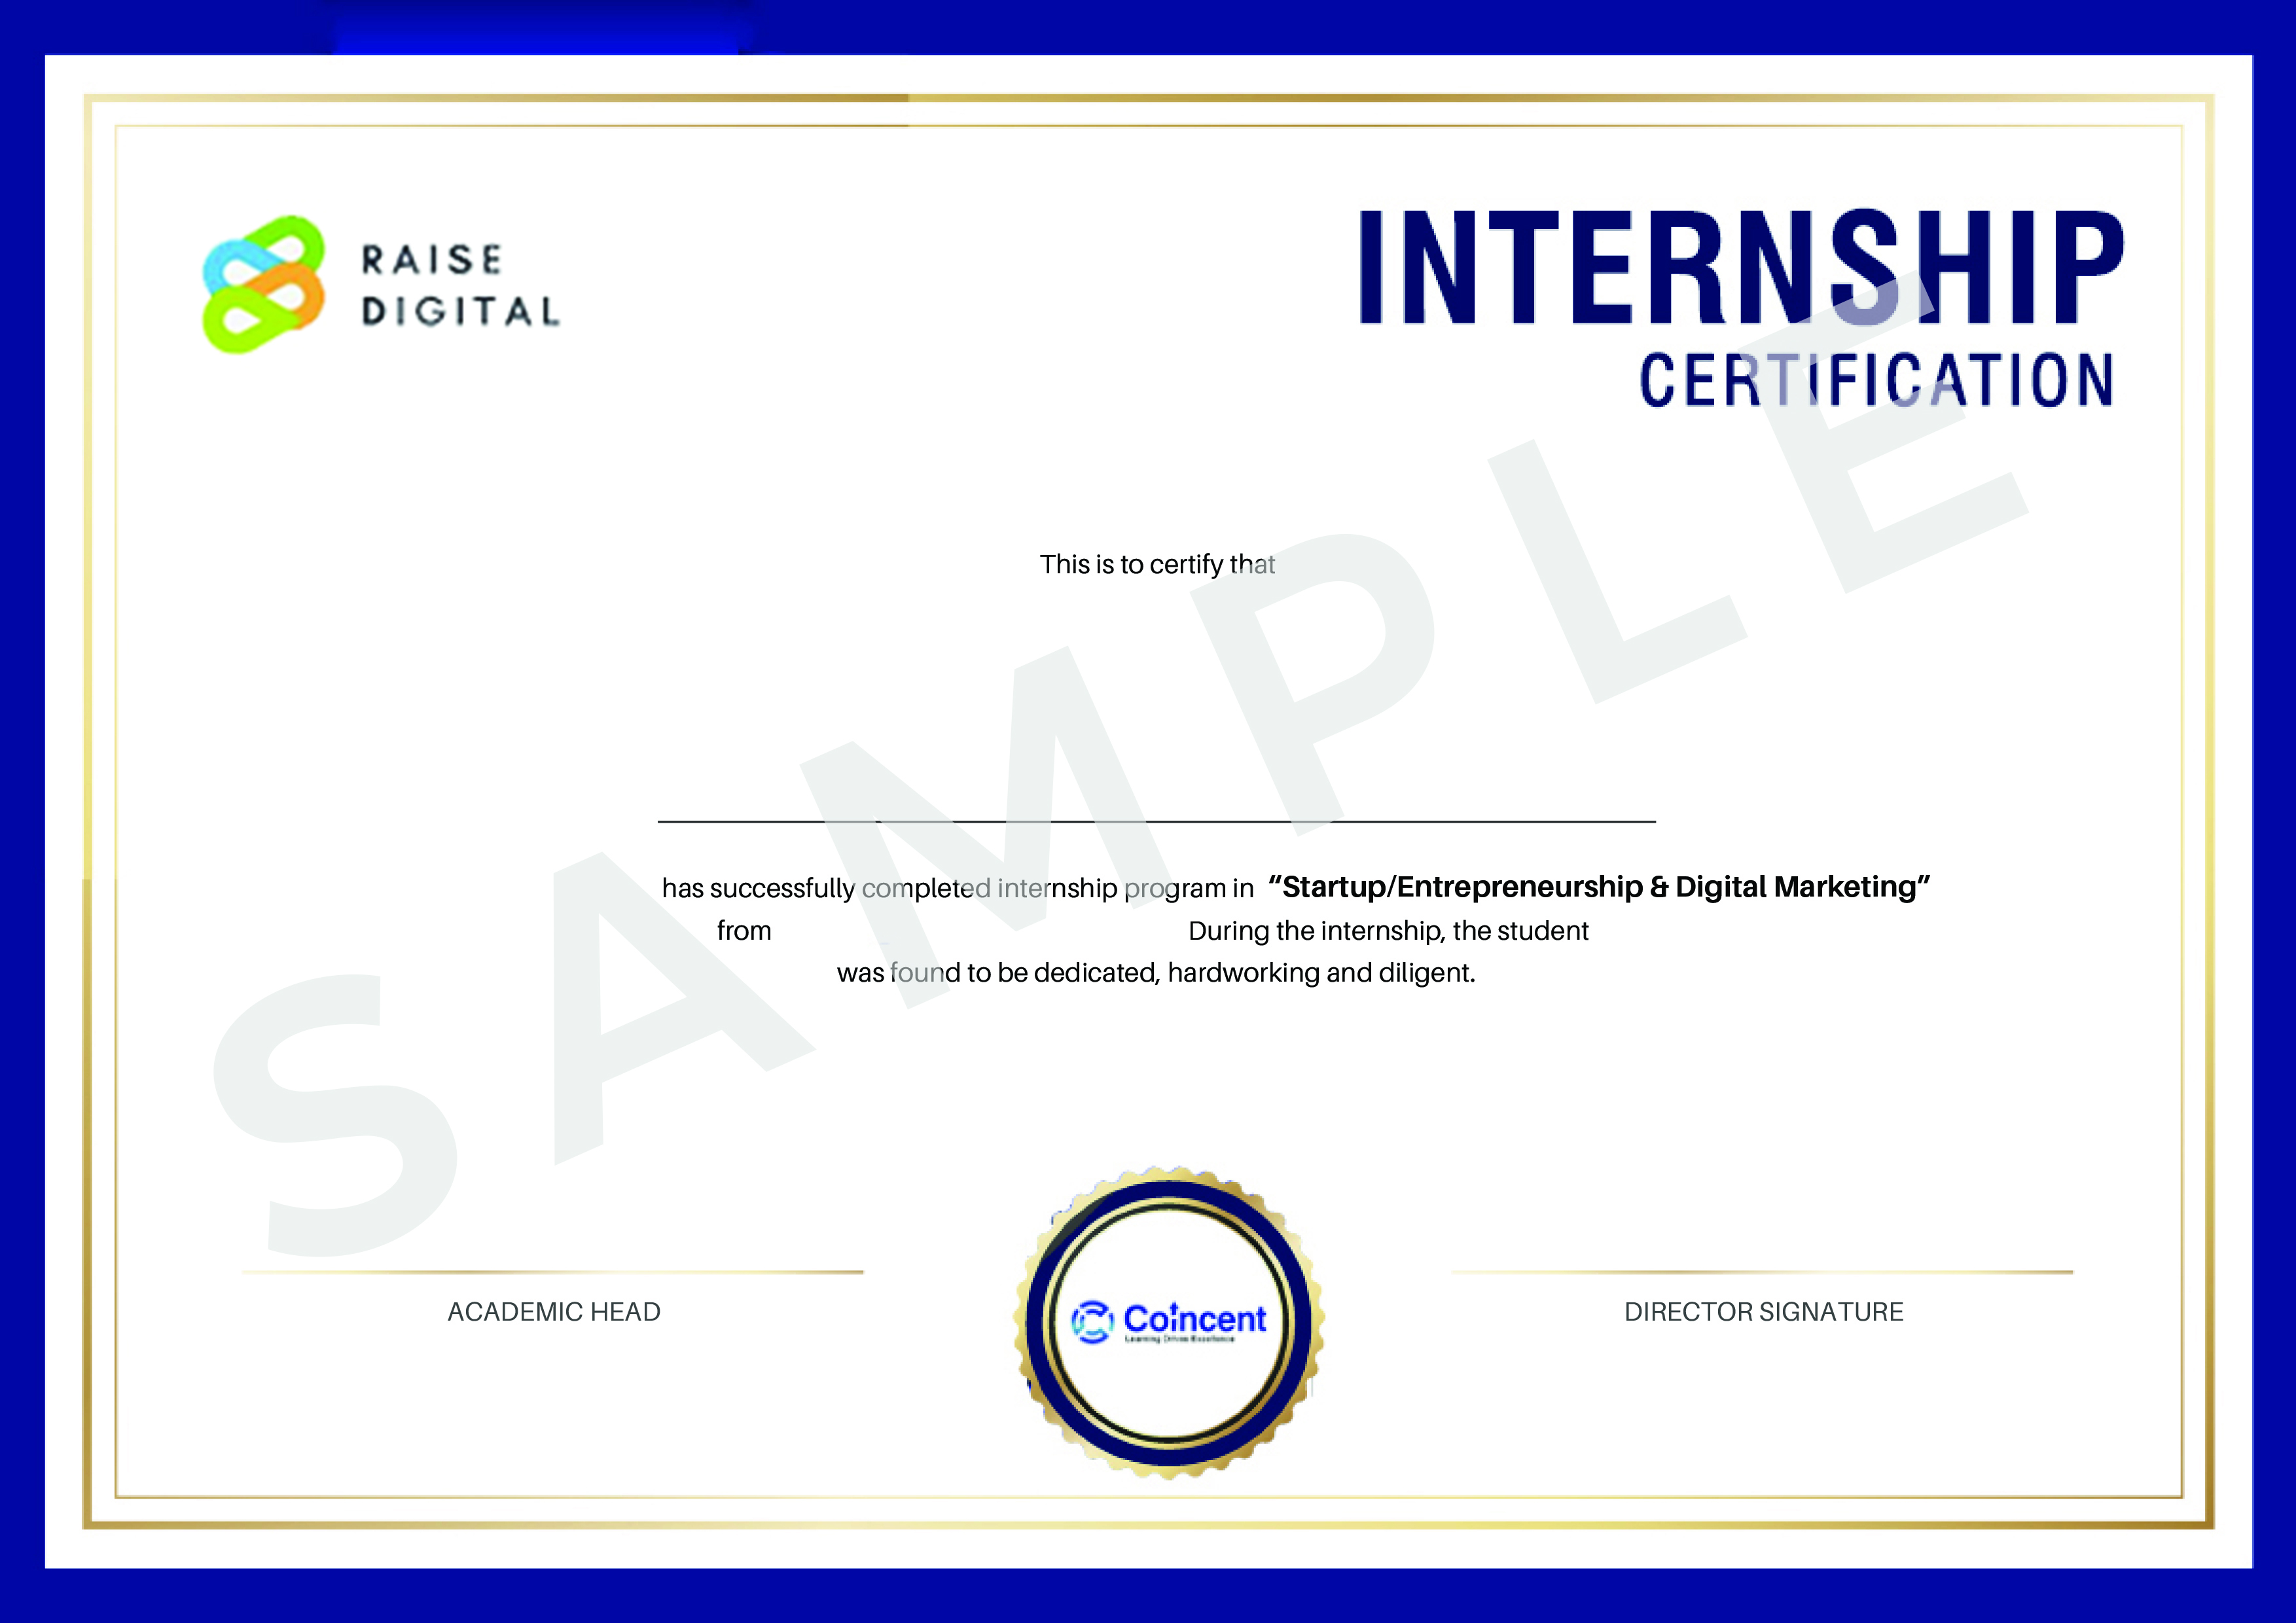 RAISE
DIGITAL
INTERNSHIP
CERTIFICATION
This is to certify that
has successfully completed internship program in “Startup/Entrepreneurship & Digital Marketing”
from During the internship, the student
was found to be dedicated, hardworking and diligent.
SAMPLE
ACADEMIC HEAD
Coincent
Learning Drives Excellence
DIRECTOR SIGNATURE